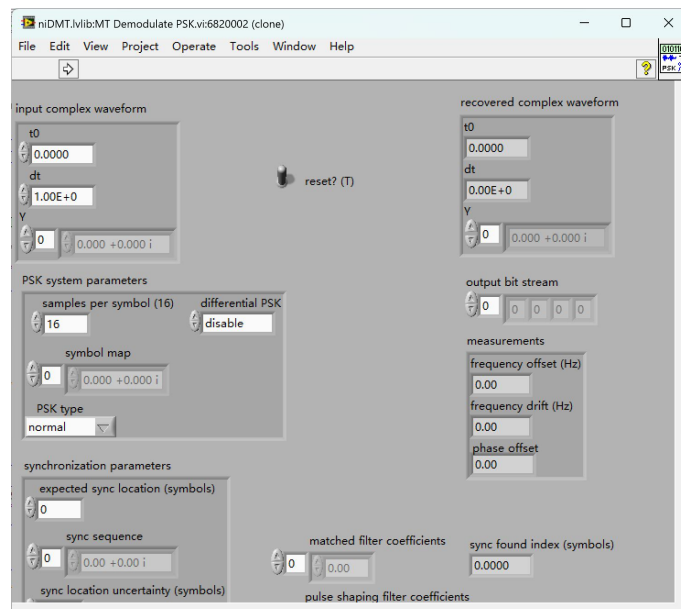 niDMT.lvlib:MT Demodulate PSK.vi:6820002 (clone)
File Edit View Project Operate Tools Window Help
input complex waveform
t0
0.0000
dt
1.00E+0
Y
0
0.000 +0.000 i
reset? (T)
recovered complex waveform
t0
0.0000
dt
0.00E+0
Y
0
0.000 +0.000 i
PSK system parameters
samples per symbol (16) differential PSK
16 disable
symbol map
0
0.000 +0.000 i
PSK type
normal
output bit stream
0
0 0 0 0
measurements
frequency offset (Hz)
0.00
frequency drift (Hz)
0.00
phase offset
0.00
synchronization parameters
expected sync location (symbols)
0
sync sequence
0
0.00 +0.00 i
sync location uncertainty (symbols)
matched filter coefficients
0
0.00
pulse shaping filter coefficients
sync found index (symbols)
0.0000